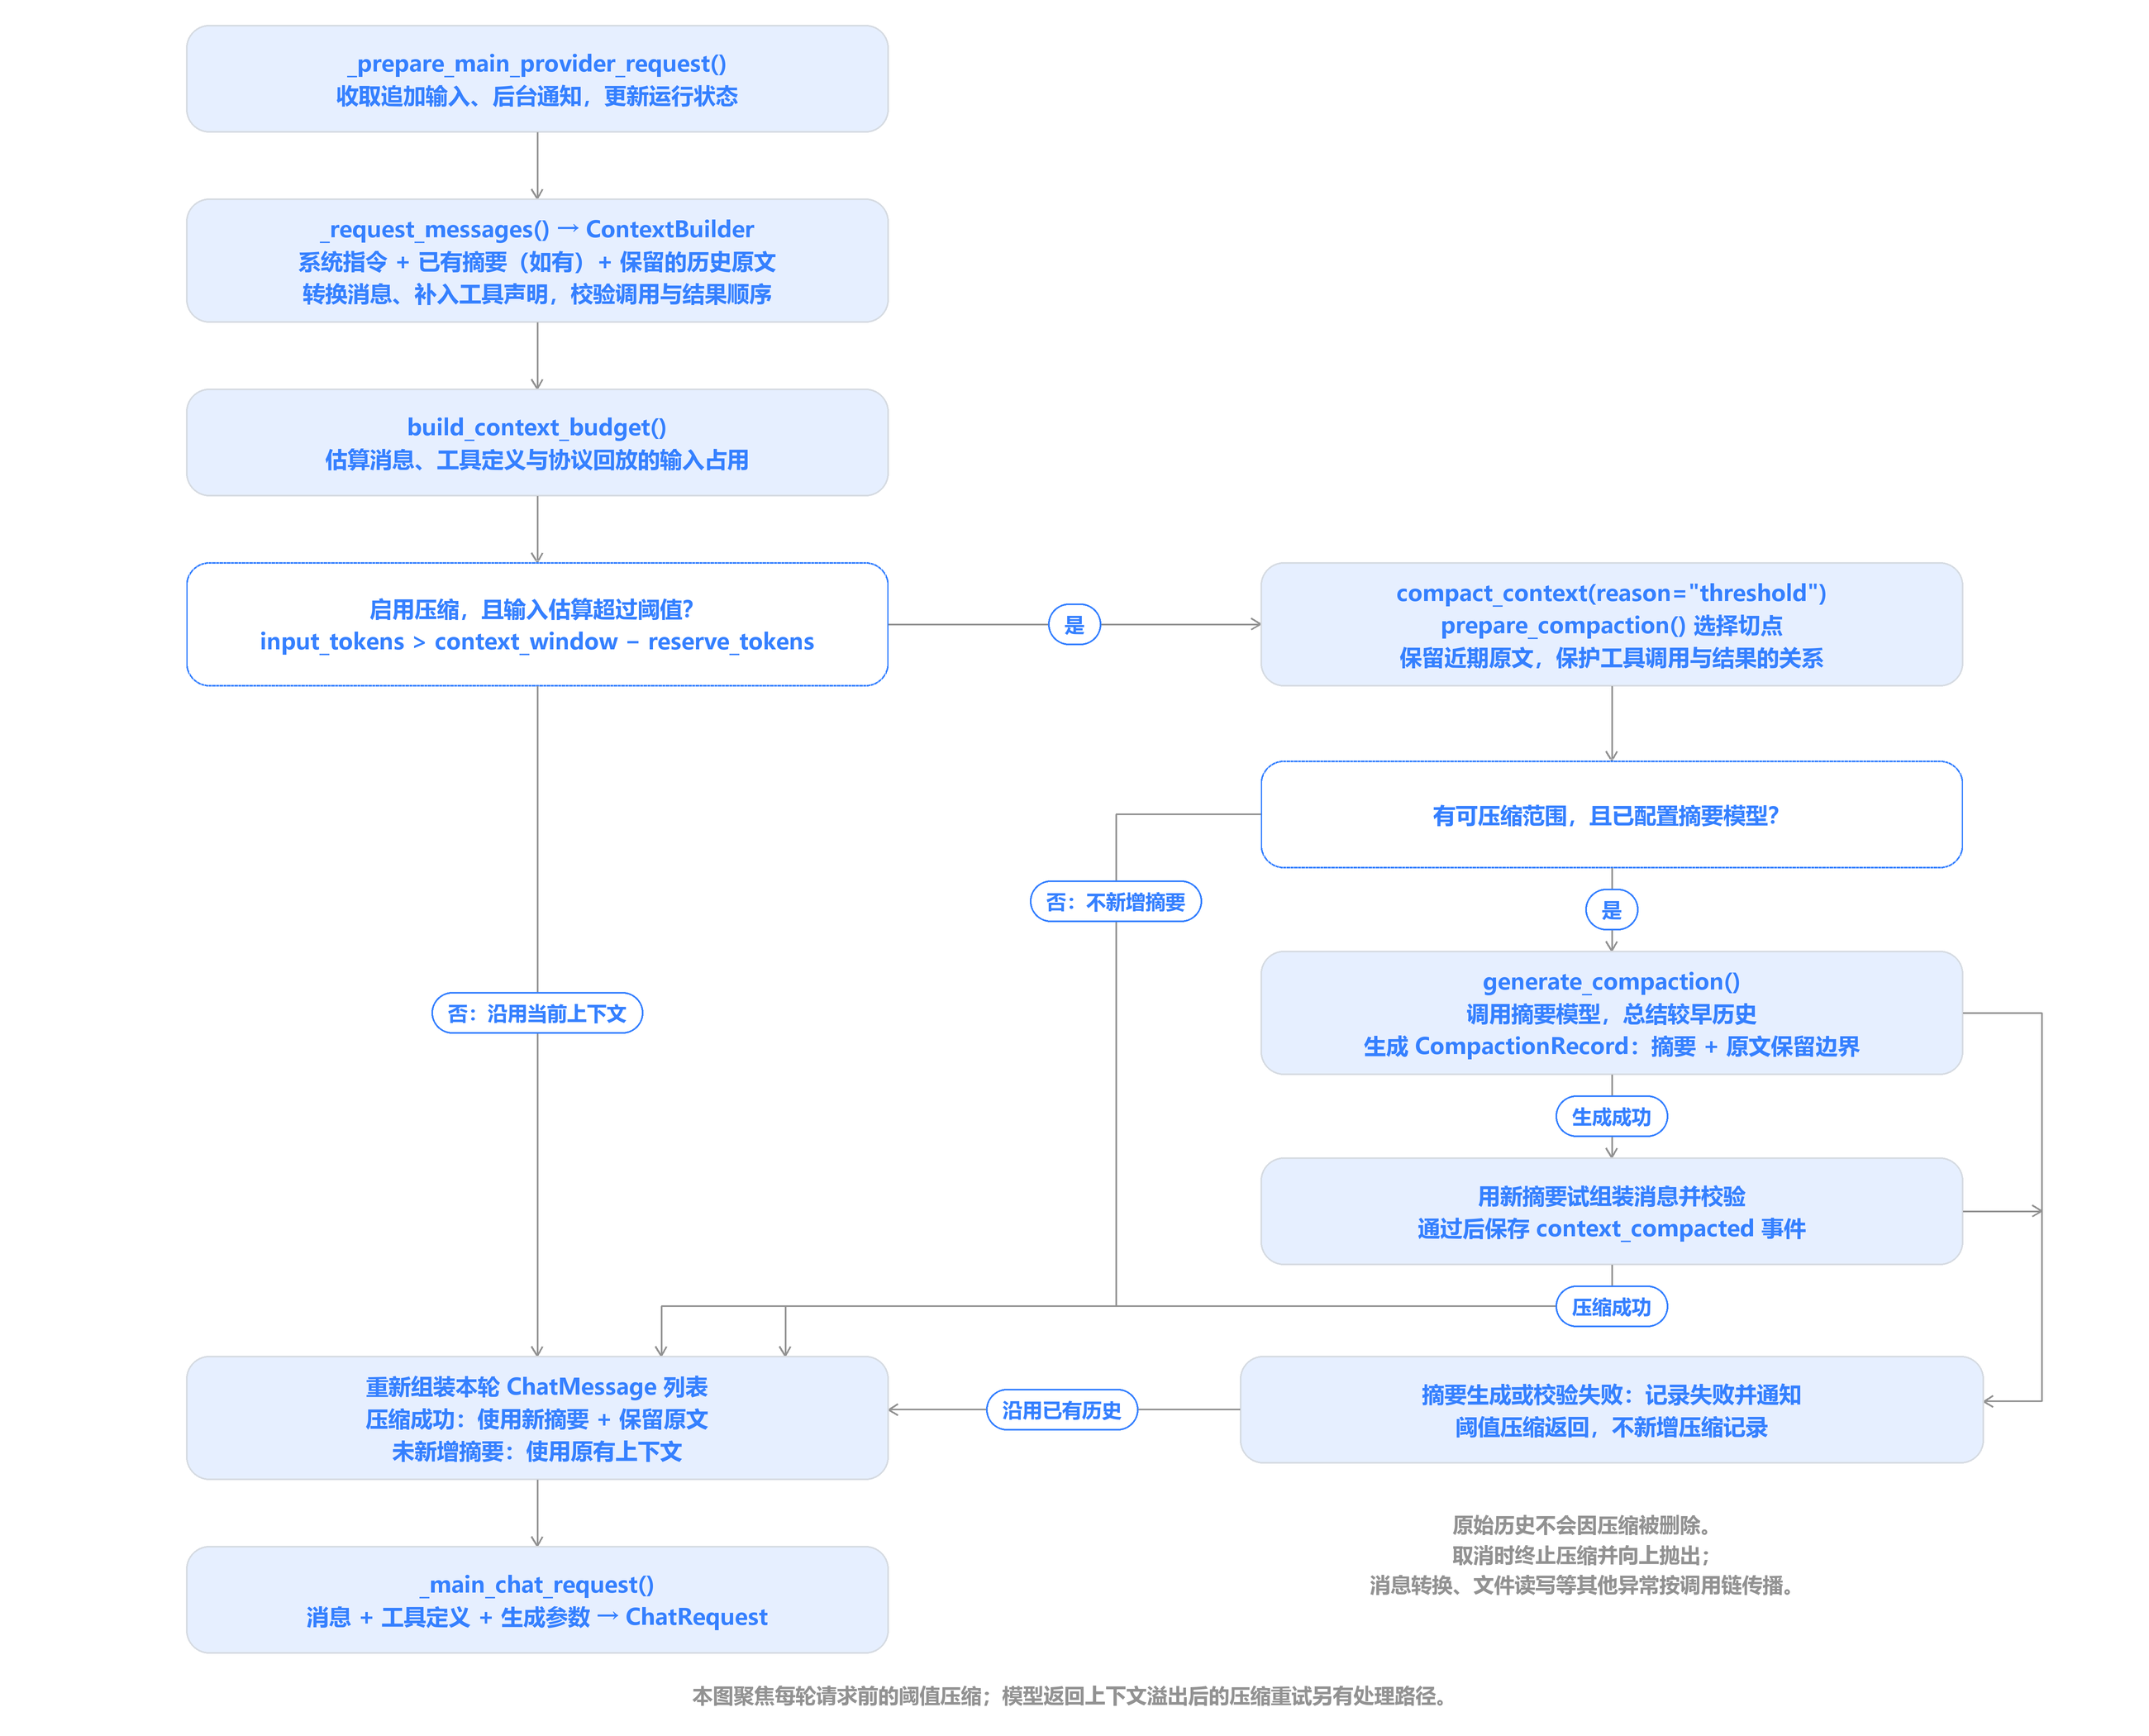 _prepare_main_provider_request()
收取追加输入、后台通知，更新运行状态
_request_messages() → ContextBuilder
系统指令 + 已有摘要（如有）+ 保留的历史原文
转换消息、补入工具声明，校验调用与结果顺序
build_context_budget()
估算消息、工具定义与协议回放的输入占用
启用压缩，且输入估算超过阈值？
input_tokens > context_window − reserve_tokens
是
compact_context(reason="threshold")
prepare_compaction() 选择切点
保留近期原文，保护工具调用与结果的关系
有可压缩范围，且已配置摘要模型？
否：不新增摘要
是
generate_compaction()
调用摘要模型，总结较早历史
生成 CompactionRecord：摘要 + 原文保留边界
否：沿用当前上下文
生成成功
用新摘要试组装消息并校验
通过后保存 context_compacted 事件
压缩成功
重新组装本轮 ChatMessage 列表
压缩成功：使用新摘要 + 保留原文
未新增摘要：使用原有上下文
沿用已有历史
摘要生成或校验失败：记录失败并通知
阈值压缩返回，不新增压缩记录
原始历史不会因压缩被删除。
取消时终止压缩并向上抛出；
消息转换、文件读写等其他异常按调用链传播。
_main_chat_request()
消息 + 工具定义 + 生成参数 → ChatRequest
本图聚焦每轮请求前的阈值压缩；模型返回上下文溢出后的压缩重试另有处理路径。